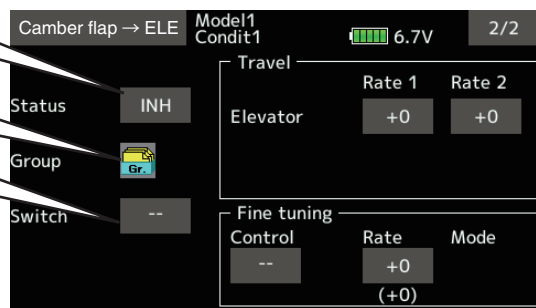 Camber flap → ELE
Model1
Condit1
6.7V
2/2
Status
INH
Group
Gr.
Switch
--
Travel
Rate 1
Rate 2
Elevator
+0
+0
Fine tuning
Control
Rate
Mode
--
+0
(+0)